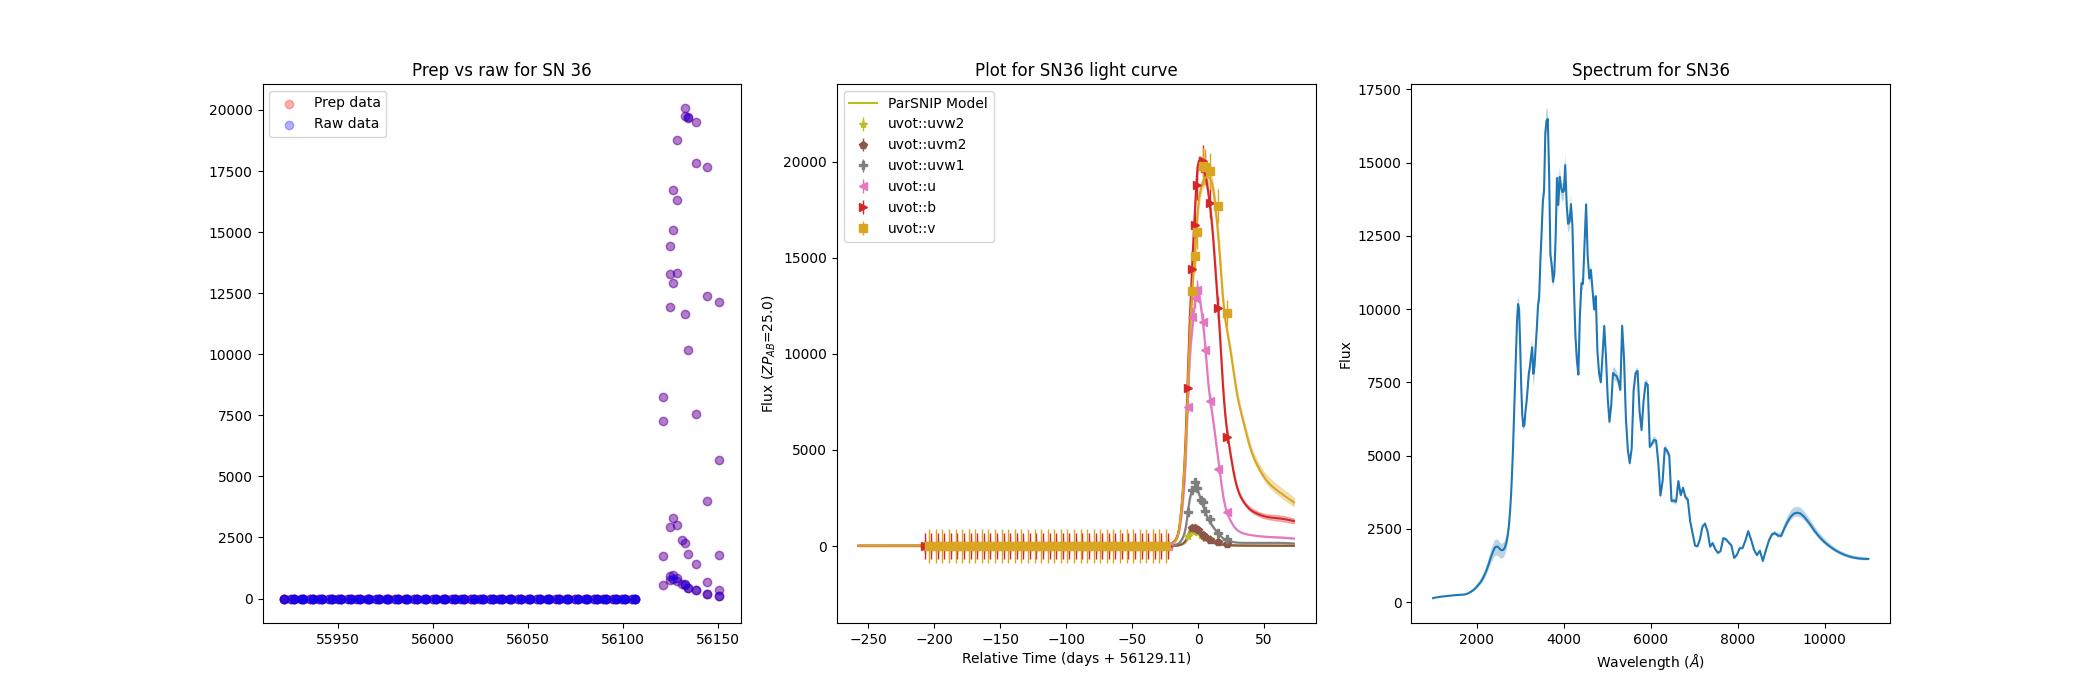 Prep vs raw for SN 36
Prep data
Raw data
20000
17500
15000
12500
10000
7500
5000
2500
0
55950 56000 56050 56100 56150
Plot for SN36 light curve
ParSNIP Model
uvot::uvw2
uvot::uvm2
uvot::uvw1
uvot::u
uvot::b
uvot::v
Flux (ZP_AB=25.0)
20000
15000
10000
5000
0
−250 −200 −150 −100 −50 0 50
Relative Time (days + 56129.11)
Spectrum for SN36
Flux
17500
15000
12500
10000
7500
5000
2500
0
2000 4000 6000 8000 10000
Wavelength (Å)